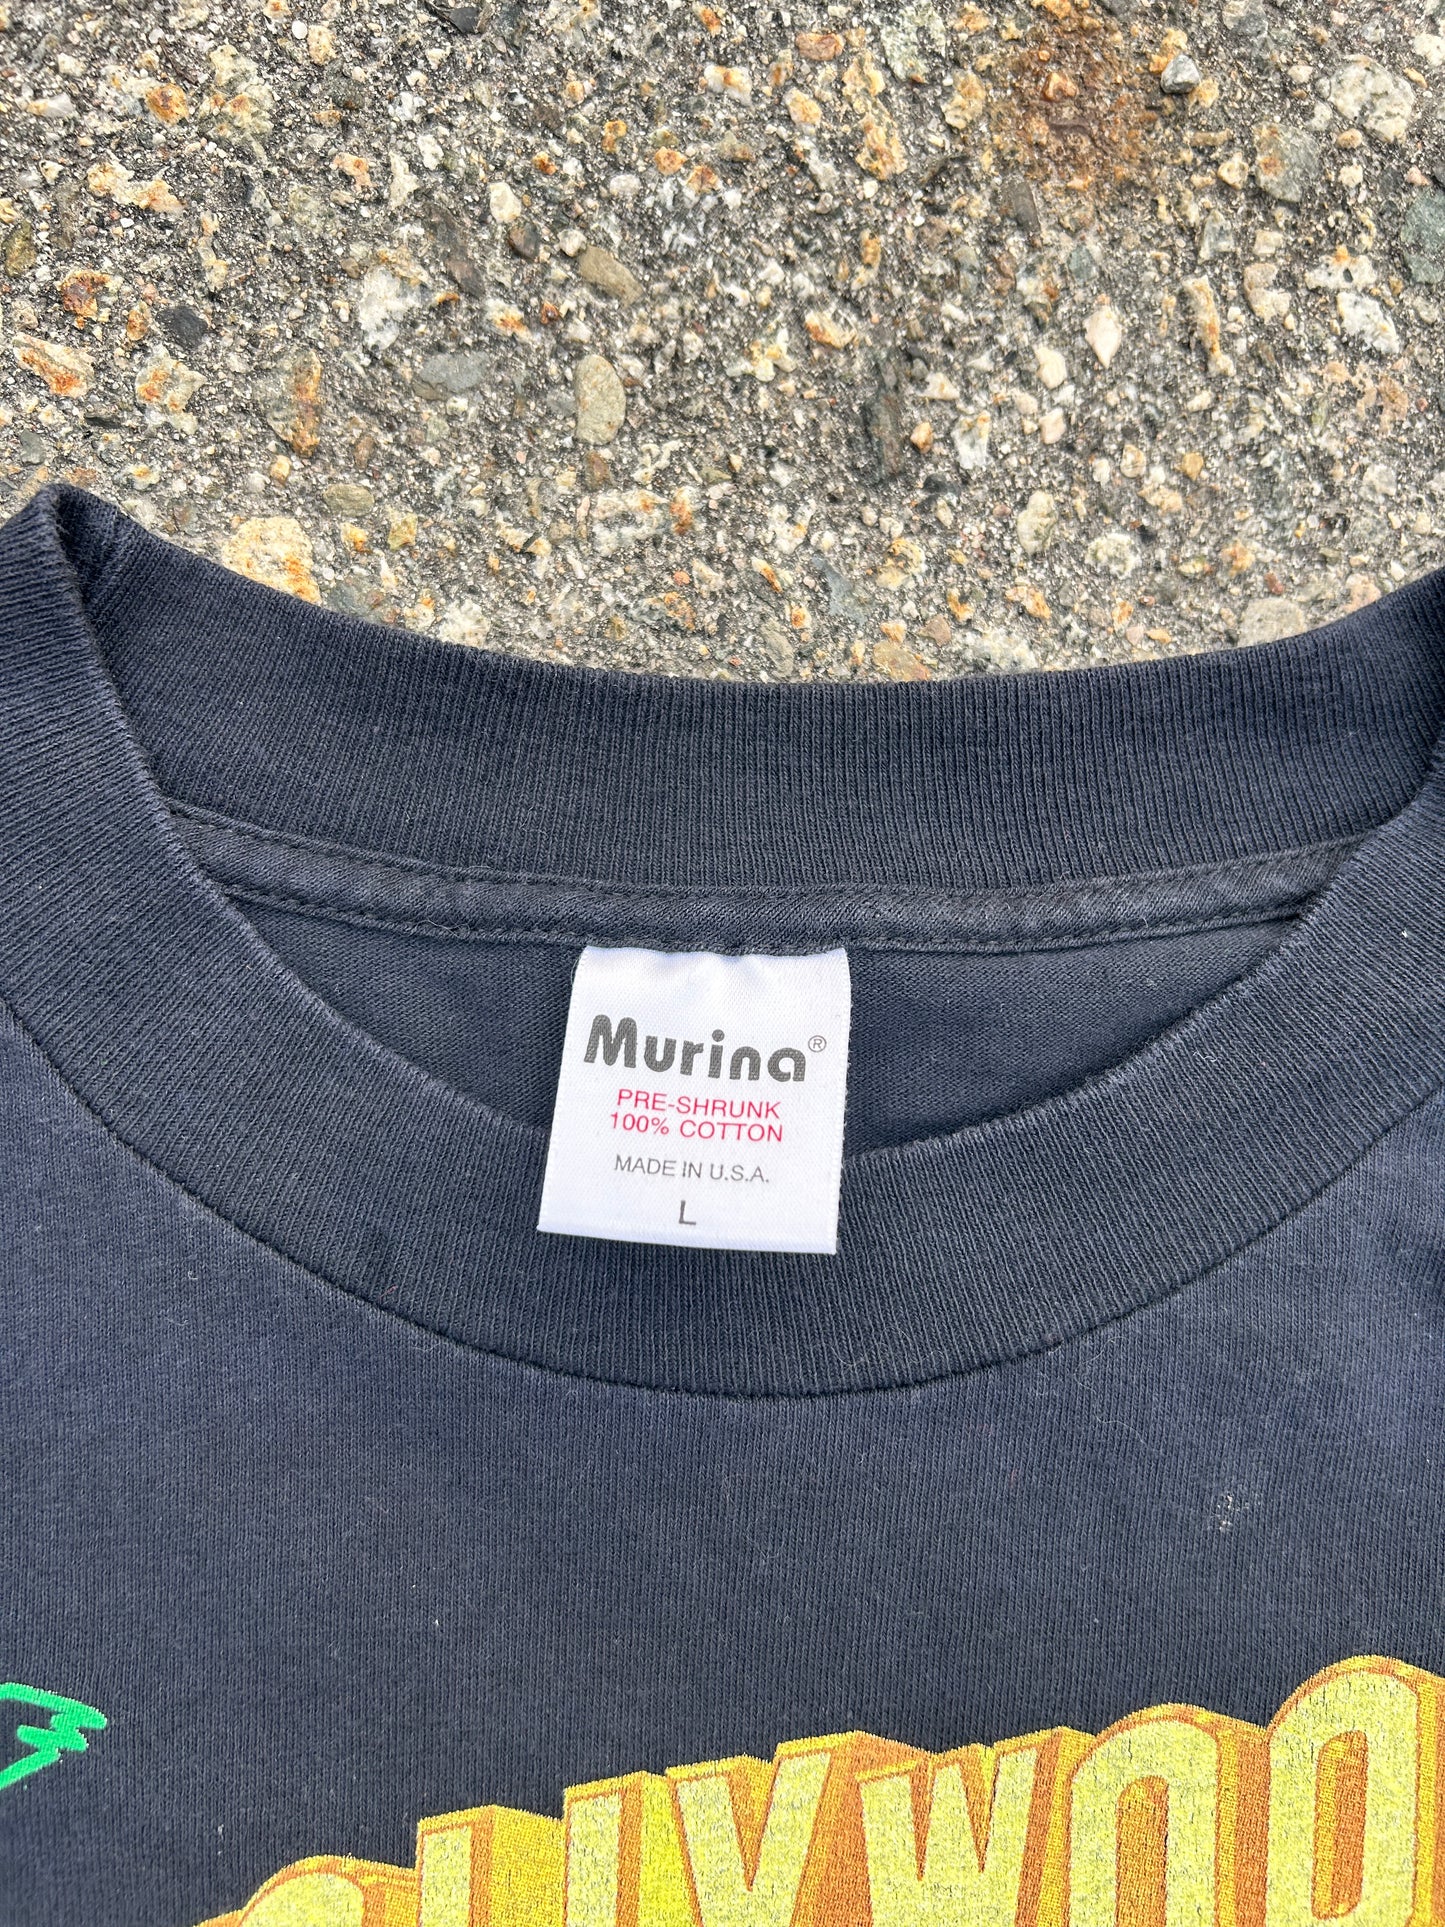 Murina®
PRE-SHRUNK
100% COTTON
MADE IN U.S.A.
L